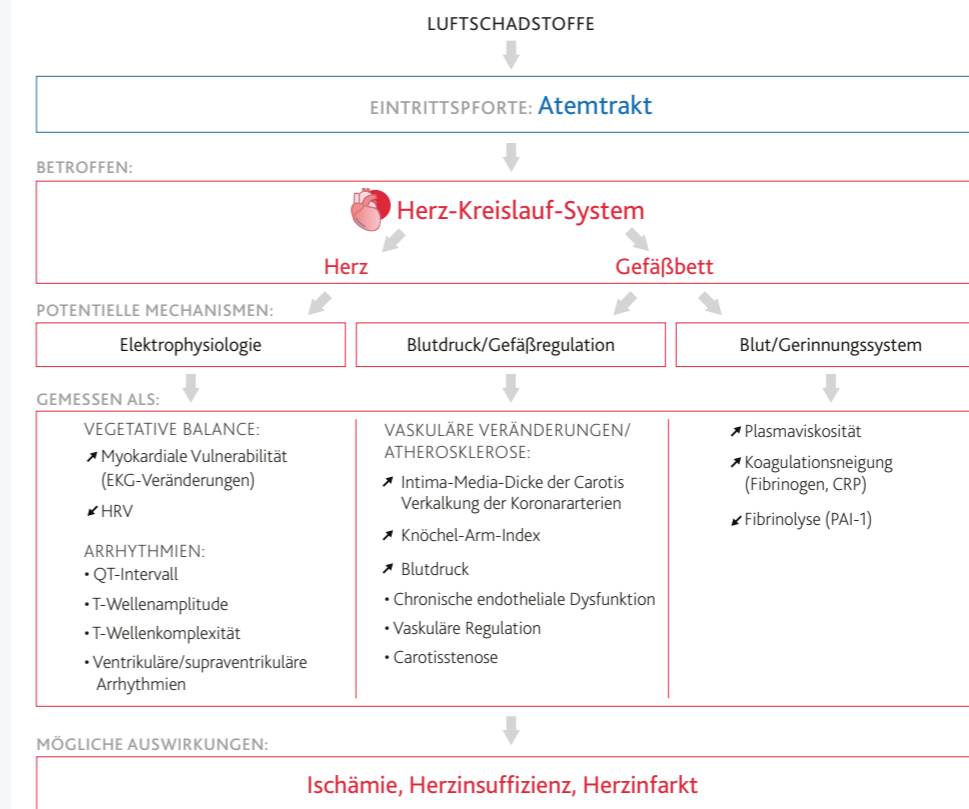 LUFTSCHADSTOFFE
EINTRITTSPFORTE: Atemtrakt
BETROFFEN:
Herz-Kreislauf-System
Herz
Gefäßbett
POTENTIELLE MECHANISMEN:
Elektrophysiologie
Blutdruck/Gefäßregulation
Blut/Gerinnungssystem
GEMESSEN ALS:
VEGETATIVE BALANCE:
↗ Myokardiale Vulnerabilität
(EKG-Veränderungen)
↙ HRV
ARRHYTHMIEN:
• QT-Intervall
• T-Wellenamplitude
• T-Wellenkomplexität
• Ventrikuläre/supraventrikuläre
Arrhythmien
VASKULÄRE VERÄNDERUNGEN/
ATHEROSKLEROSE:
↗ Intima-Media-Dicke der Carotis
Verkalkung der Koronararterien
↗ Knöchel-Arm-Index
↗ Blutdruck
• Chronische endotheliale Dysfunktion
• Vaskuläre Regulation
• Carotisstenose
↗ Plasmaviskosität
↗ Koagulationsneigung
(Fibrinogen, CRP)
↙ Fibrinolyse (PAI-1)
MÖGLICHE AUSWIRKUNGEN:
Ischämie, Herzinsuffizienz, Herzinfarkt